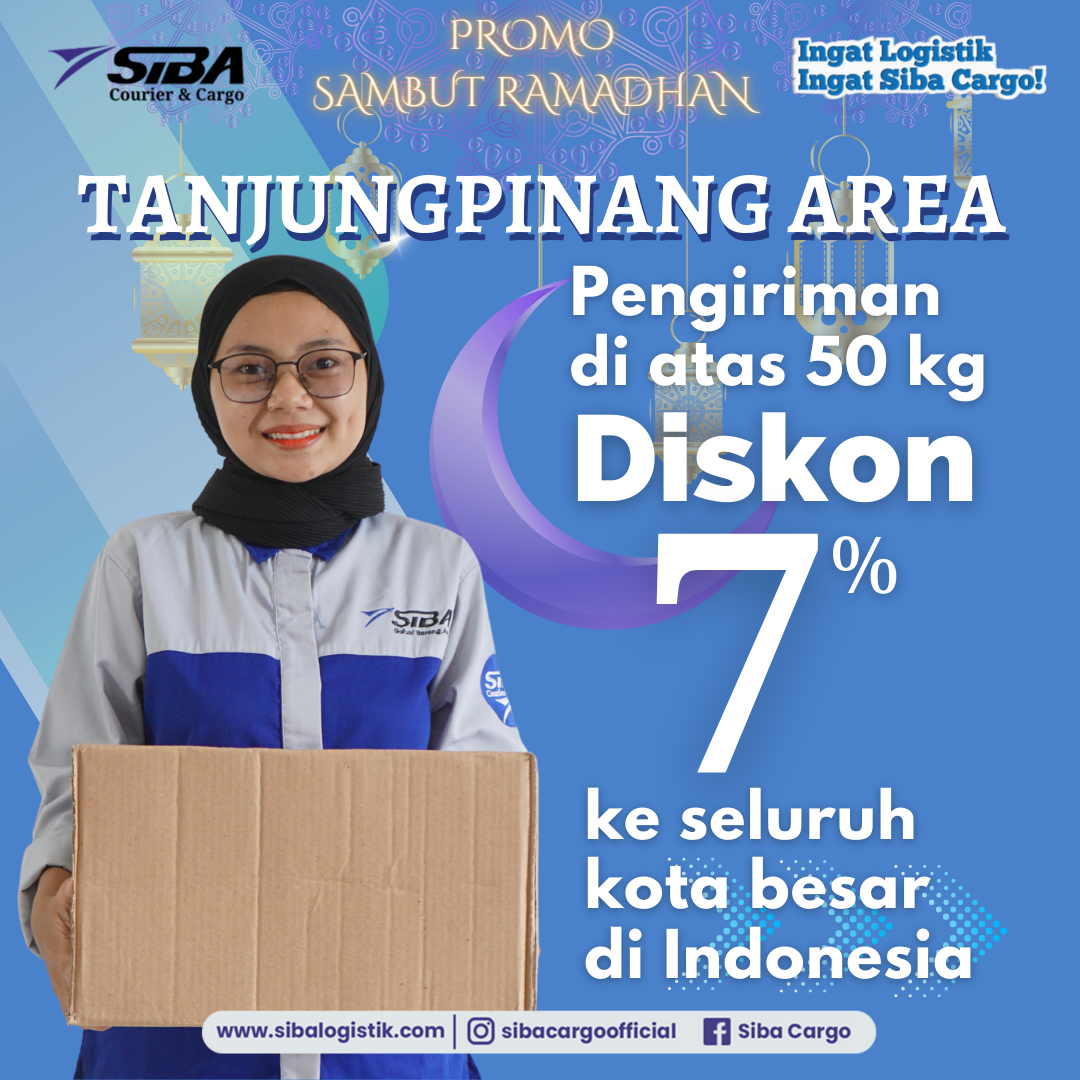 SIBA
Courier & Cargo
PROMO
SAMBUT RAMADHAN
Ingat Logistik
Ingat Siba Cargo!
TANJUNGPINANG AREA
Pengiriman
di atas 50 kg
Diskon
7%
ke seluruh
kota besar
di Indonesia
SIBA
www.sibalogistik.com
sibacargoofficial
Siba Cargo